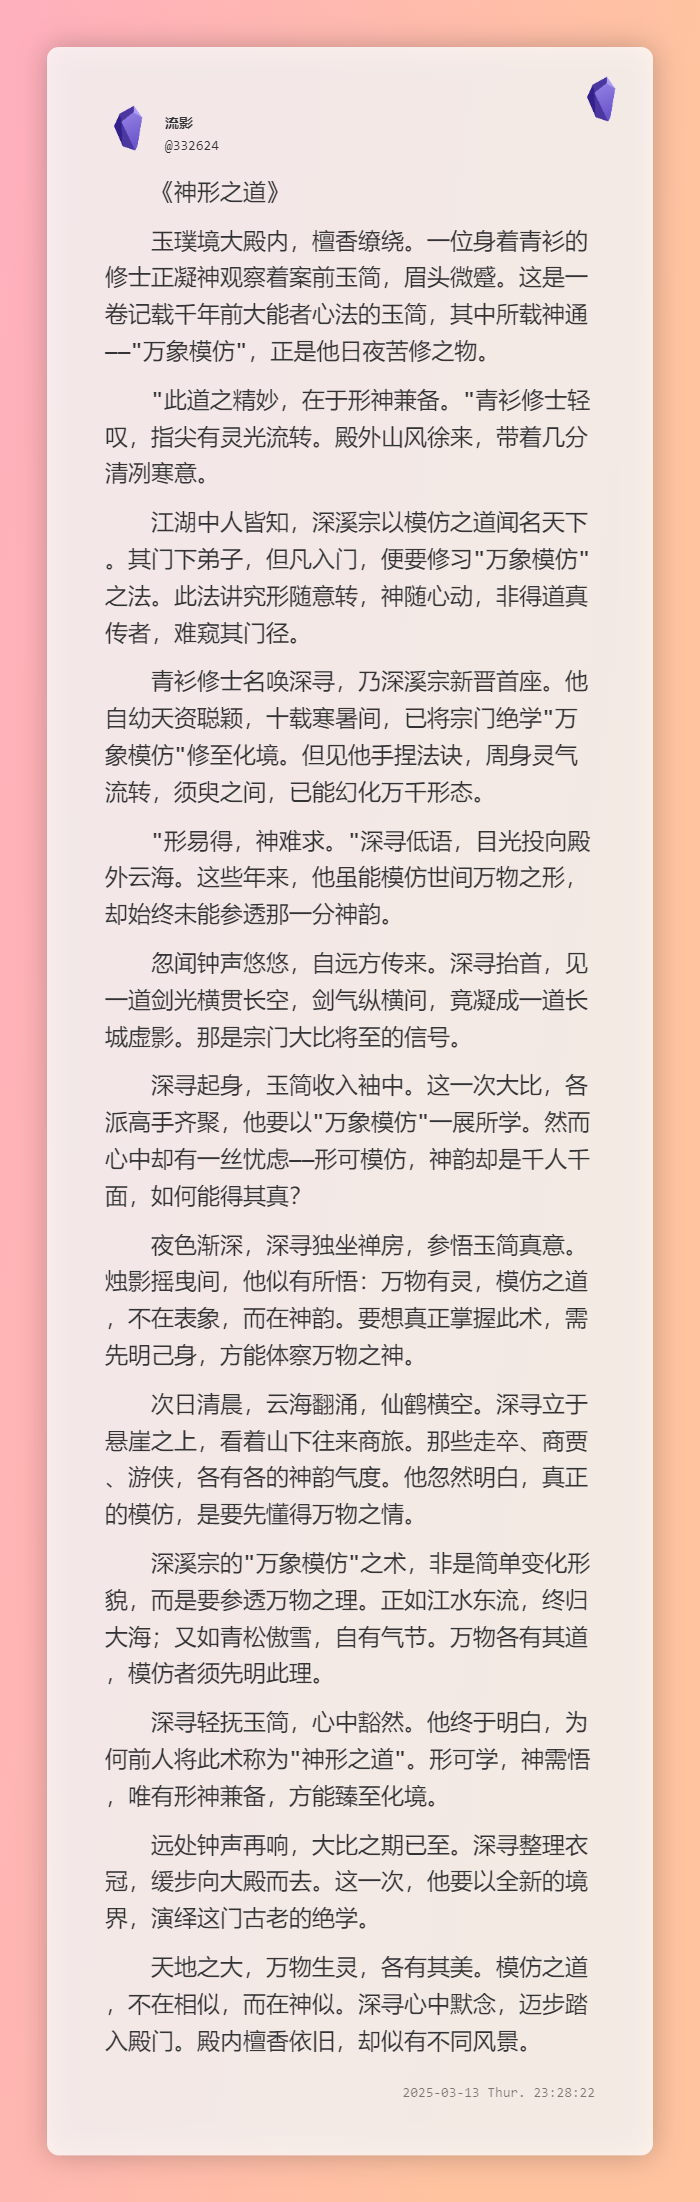 流影
@332624
《神形之道》
玉璞境大殿内，檀香缭绕。一位身着青衫的
修士正凝神观察着案前玉简，眉头微蹙。这是一
卷记载千年前大能者心法的玉简，其中所载神通
——"万象模仿"，正是他日夜苦修之物。
"此道之精妙，在于形神兼备。"青衫修士轻
叹，指尖有灵光流转。殿外山风徐来，带着几分
清冽寒意。
江湖中人皆知，深溪宗以模仿之道闻名天下
。其门下弟子，但凡入门，便要修习"万象模仿"
之法。此法讲究形随意转，神随心动，非得道真
传者，难窥其门径。
青衫修士名唤深寻，乃深溪宗新晋首座。他
自幼天资聪颖，十载寒暑间，已将宗门绝学"万
象模仿"修至化境。但见他手捏法诀，周身灵气
流转，须臾之间，已能幻化万千形态。
"形易得，神难求。"深寻低语，目光投向殿
外云海。这些年来，他虽能模仿世间万物之形，
却始终未能参透那一分神韵。
忽闻钟声悠悠，自远方传来。深寻抬首，见
一道剑光横贯长空，剑气纵横间，竟凝成一道长
城虚影。那是宗门大比将至的信号。
深寻起身，玉简收入袖中。这一次大比，各
派高手齐聚，他要以"万象模仿"一展所学。然而
心中却有一丝忧虑——形可模仿，神韵却是千人千
面，如何能得其真？
夜色渐深，深寻独坐禅房，参悟玉简真意。
烛影摇曳间，他似有所悟：万物有灵，模仿之道
，不在表象，而在神韵。要想真正掌握此术，需
先明己身，方能体察万物之神。
次日清晨，云海翻涌，仙鹤横空。深寻立于
悬崖之上，看着山下往来商旅。那些走卒、商贾
、游侠，各有各的神韵气度。他忽然明白，真正
的模仿，是要先懂得万物之情。
深溪宗的"万象模仿"之术，非是简单变化形
貌，而是要参透万物之理。正如江水东流，终归
大海；又如青松傲雪，自有气节。万物各有其道
，模仿者须先明此理。
深寻轻抚玉简，心中豁然。他终于明白，为
何前人将此术称为"神形之道"。形可学，神需悟
，唯有形神兼备，方能臻至化境。
远处钟声再响，大比之期已至。深寻整理衣
冠，缓步向大殿而去。这一次，他要以全新的境
界，演绎这门古老的绝学。
天地之大，万物生灵，各有其美。模仿之道
，不在相似，而在神似。深寻心中默念，迈步踏
入殿门。殿内檀香依旧，却似有不同风景。
2025-03-13 Thur. 23:28:22